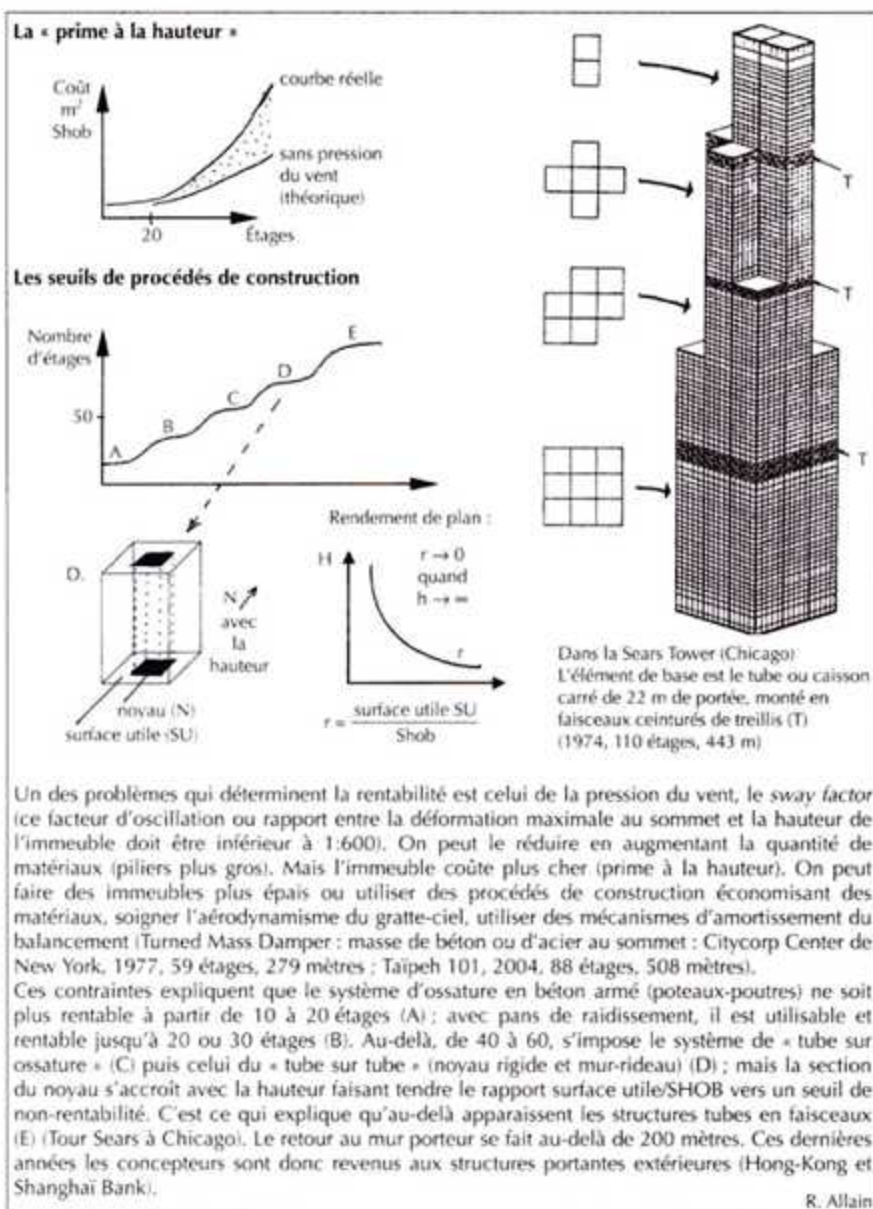 La « prime à la hauteur »
Coût
m²
Shob
courbe réelle
sans pression
du vent
(théorique)
20
Étages
Les seuils de procédés de construction
Nombre
d'étages
50
A
B
C
D
E
D.
N
avec
la
hauteur
noyau (N)
surface utile (SU)
Rendement de plan :
H
r → 0
quand
h → ∞
r
r = surface utile SU
Shob
T
T
T
Dans la Sears Tower (Chicago)
L'élément de base est le tube ou caisson
carré de 22 m de portée, monté en
faisceaux ceinturés de treillis (T)
(1974, 110 étages, 443 m)
Un des problèmes qui déterminent la rentabilité est celui de la pression du vent, le sway factor
(ce facteur d'oscillation ou rapport entre la déformation maximale au sommet et la hauteur de
l'immeuble doit être inférieur à 1:600). On peut le réduire en augmentant la quantité de
matériaux (piliers plus gros). Mais l'immeuble coûte plus cher (prime à la hauteur). On peut
faire des immeubles plus épais ou utiliser des procédés de construction économisant des
matériaux, soigner l'aérodynamisme du gratte-ciel, utiliser des mécanismes d'amortissement du
balancement (Turned Mass Damper : masse de béton ou d'acier au sommet : Citycorp Center de
New York, 1977, 59 étages, 279 mètres ; Taïpeh 101, 2004, 88 étages, 508 mètres).
Ces contraintes expliquent que le système d'ossature en béton armé (poteaux-poutres) ne soit
plus rentable à partir de 10 à 20 étages (A) ; avec pans de raidissement, il est utilisable et
rentable jusqu'à 20 ou 30 étages (B). Au-delà, de 40 à 60, s'impose le système de « tube sur
ossature » (C) puis celui du « tube sur tube » (noyau rigide et mur-rideau) (D) ; mais la section
du noyau s'accroît avec la hauteur faisant tendre le rapport surface utile/SHOB vers un seuil de
non-rentabilité. C'est ce qui explique qu'au-delà apparaissent les structures tubes en faisceaux
(E) (Tour Sears à Chicago). Le retour au mur porteur se fait au-delà de 200 mètres. Ces dernières
années les concepteurs sont donc revenus aux structures portantes extérieures (Hong-Kong et
Shanghaï Bank).
R. Allain